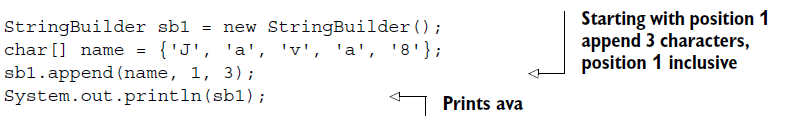 StringBuilder sb1 = new StringBuilder();
char[] name = {'J', 'a', 'v', 'a', '8'};
sb1.append(name, 1, 3);
System.out.println(sb1);
Starting with position 1
append 3 characters,
position 1 inclusive
Prints ava